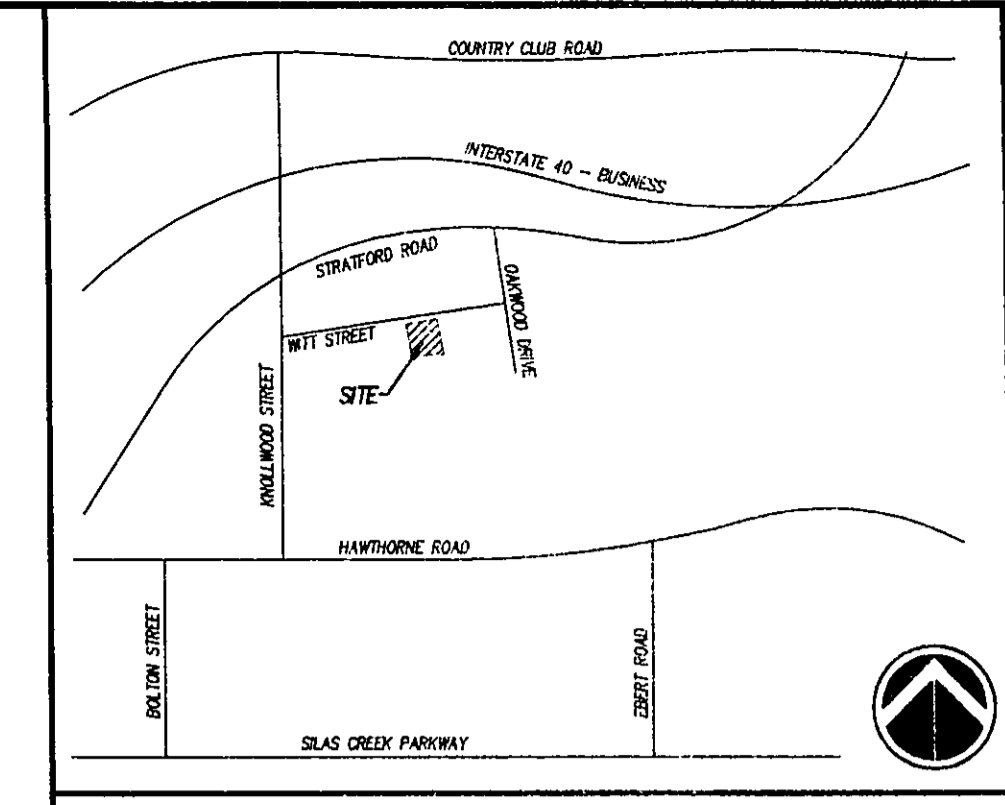 COUNTRY CLUB ROAD
INTERSTATE 40 - BUSINESS
STRATFORD ROAD
OAKWOOD DRIVE
WITT STREET
SITE
KNOLLWOOD STREET
HAWTHORNE ROAD
BOLTON STREET
EBERT ROAD
SILAS CREEK PARKWAY